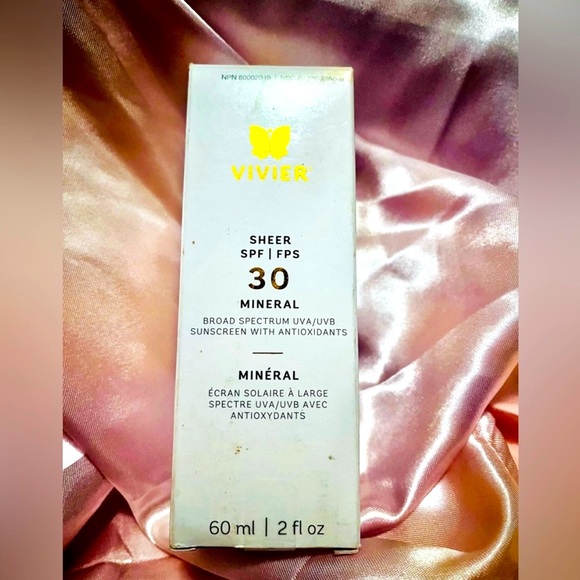 NPN
VIVIER
SHEER
SPF | FPS
30
MINERAL
BROAD SPECTRUM UVA/UVB
SUNSCREEN WITH ANTIOXIDANTS
MINÉRAL
ÉCRAN SOLAIRE À LARGE
SPECTRE UVA/UVB AVEC
ANTIOXYDANTS
60 ml | 2 fl oz